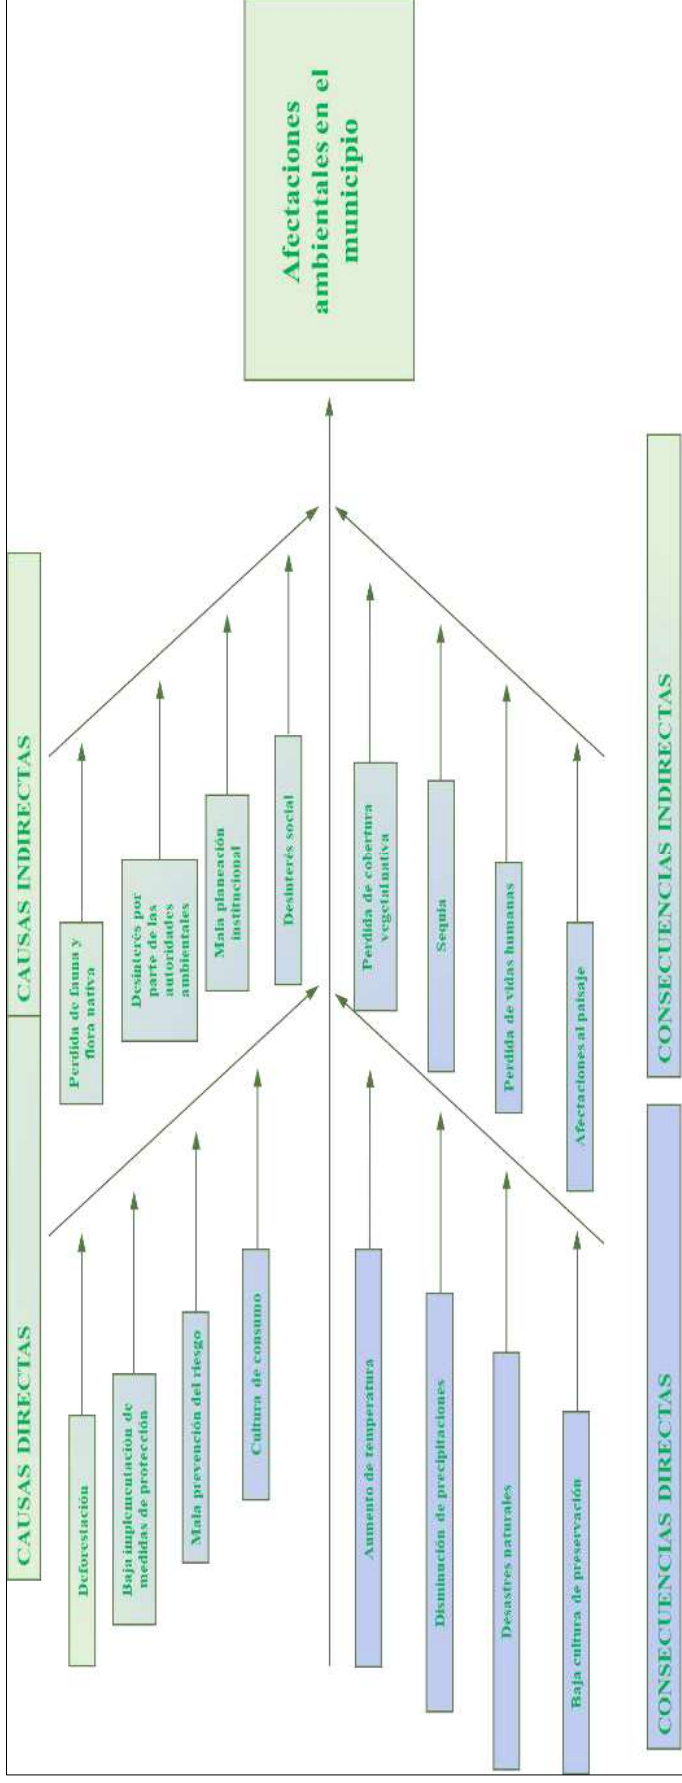 CAUSAS DIRECTAS
CAUSAS INDIRECTAS
Deforestación
Baja implementación de
medidas de protección
Mala prevención del riesgo
Cultura de consumo
Perdida de fauna y
flora nativa
Desinterés por
parte de las
autoridades
ambientales
Mala planeación
institucional
Desinterés social
Afectaciones
ambientales en el
municipio
Aumento de temperatura
Disminución de precipitaciones
Desastres naturales
Baja cultura de preservación
Perdida de cobertura
vegetal nativa
Sequia
Perdida de vidas humanas
Afectaciones al paisaje
CONSECUENCIAS DIRECTAS
CONSECUENCIAS INDIRECTAS